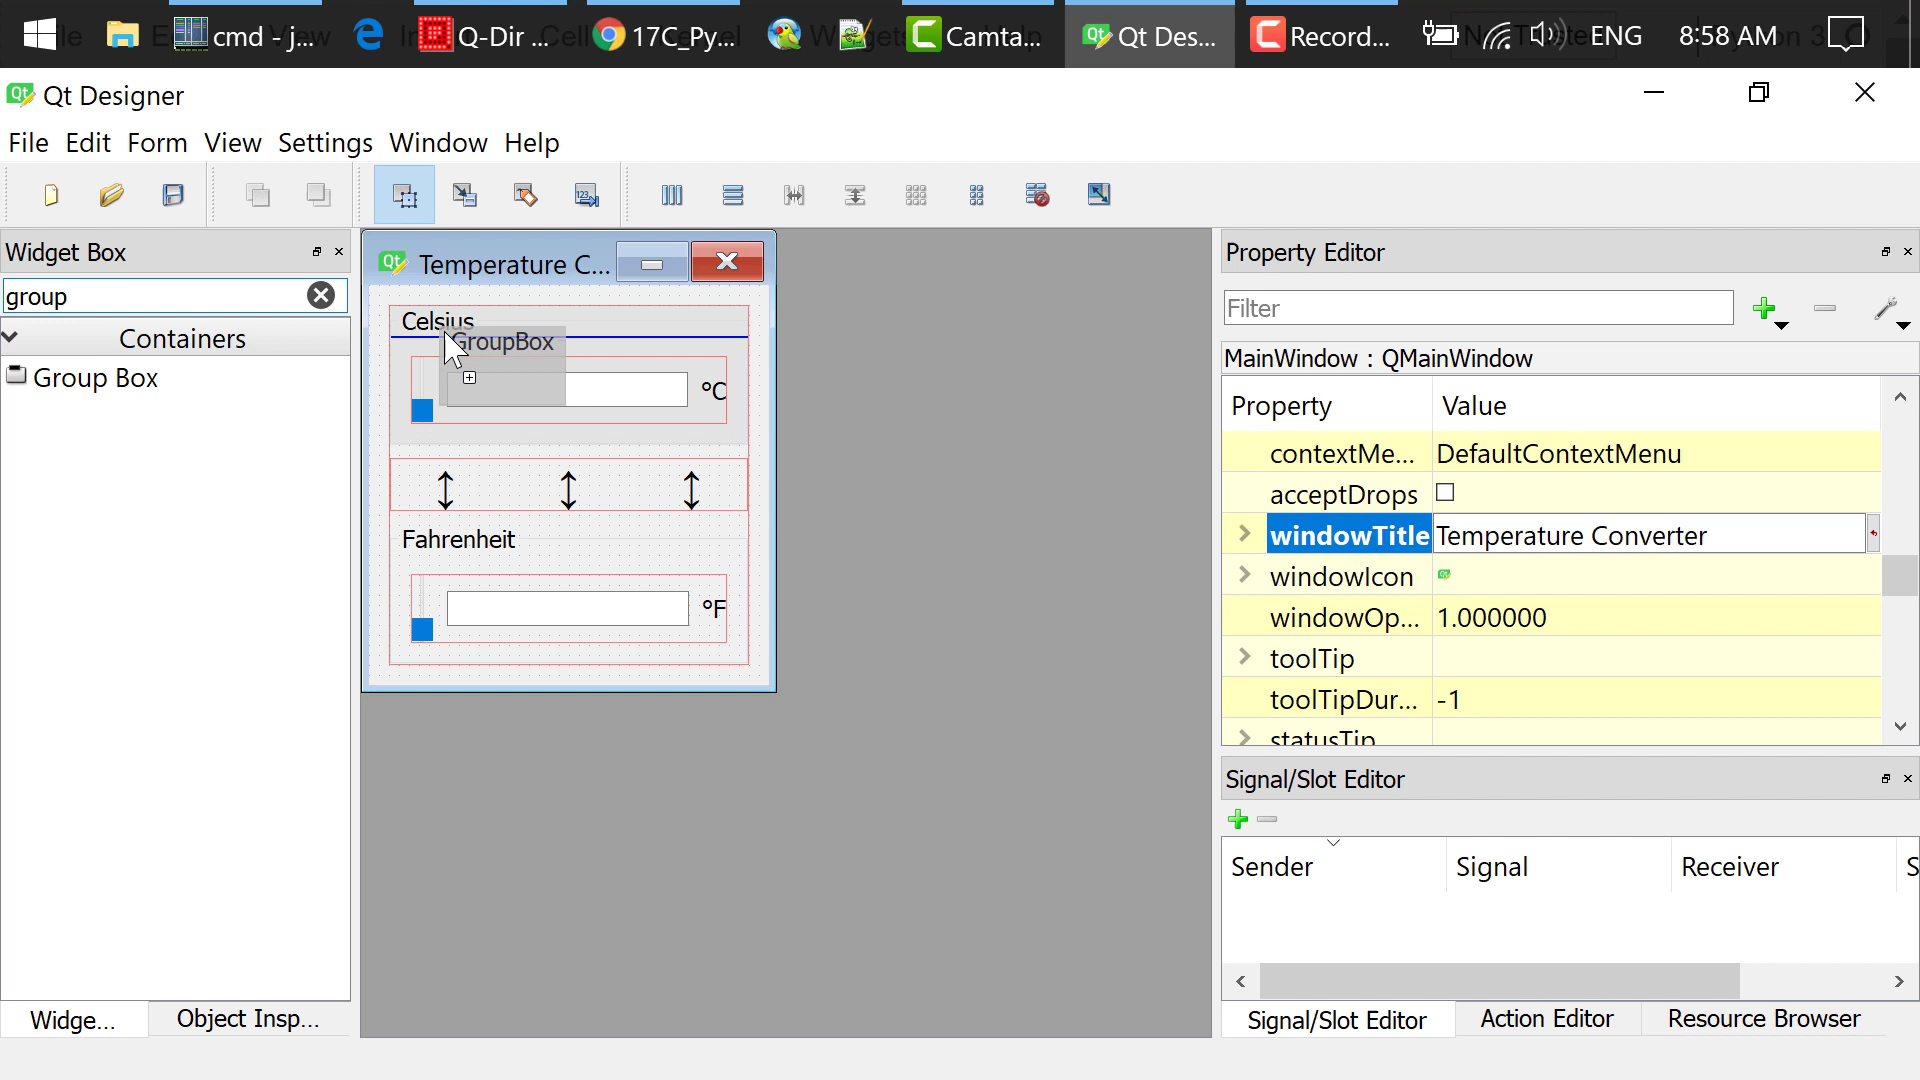 cmd - j...
Q-Dir ...
17C_Py...
Camta...
Qt Des...
Record...
ENG
8:58 AM
Qt Designer
File Edit Form View Settings Window Help
Widget Box
group
Containers
Group Box
Widge...
Object Insp...
Temperature C...
Celsius
GroupBox
°C
↕ ↕ ↕
Fahrenheit
°F
Property Editor
Filter
MainWindow : QMainWindow
Property Value
contextMe... DefaultContextMenu
acceptDrops
windowTitle Temperature Converter
windowIcon
windowOp... 1.000000
toolTip
toolTipDur... -1
statusTip
Signal/Slot Editor
Sender Signal Receiver S
Signal/Slot Editor Action Editor Resource Browser